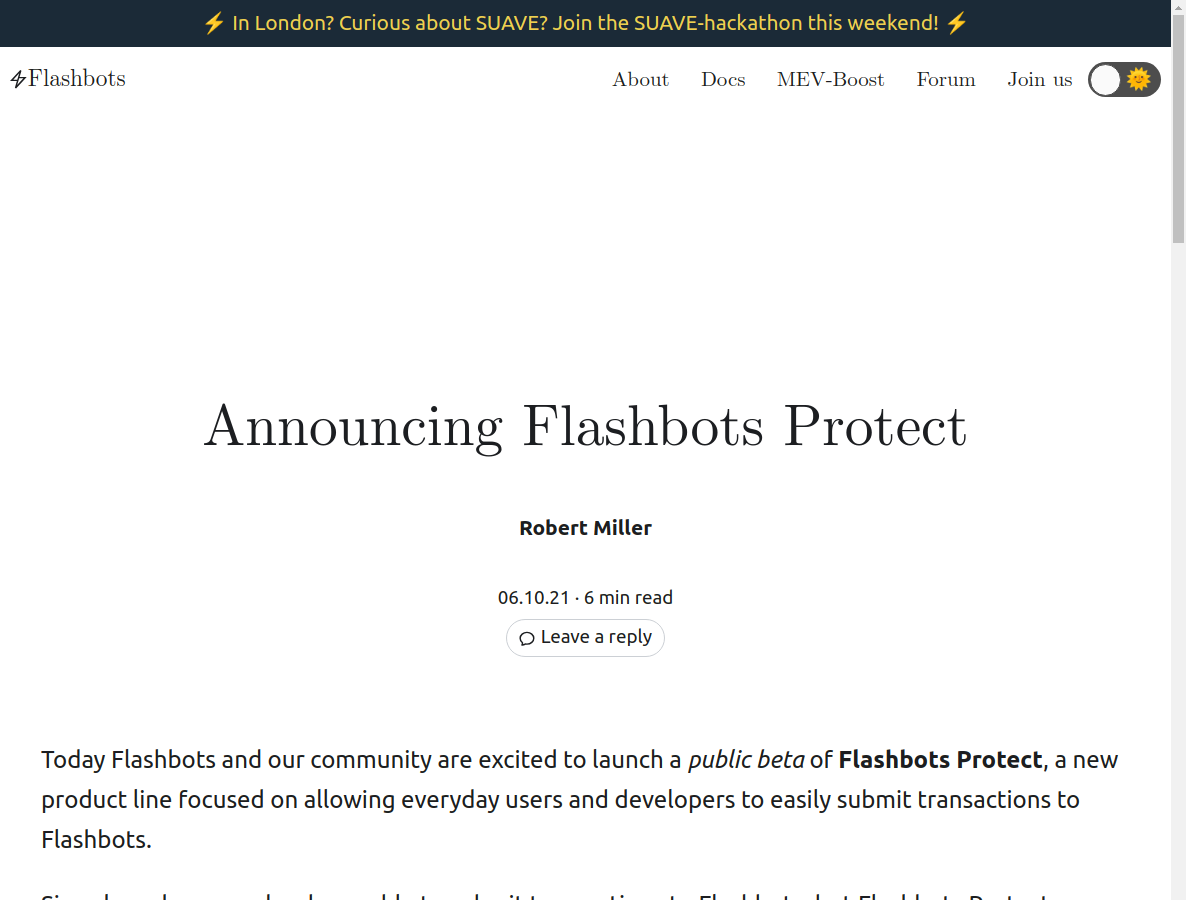 ⚡ In London? Curious about SUAVE? Join the SUAVE-hackathon this weekend! ⚡
Flashbots About Docs MEV-Boost Forum Join us
Announcing Flashbots Protect
Robert Miller
06.10.21 · 6 min read
Leave a reply
Today Flashbots and our community are excited to launch a public beta of Flashbots Protect, a new
product line focused on allowing everyday users and developers to easily submit transactions to
Flashbots.